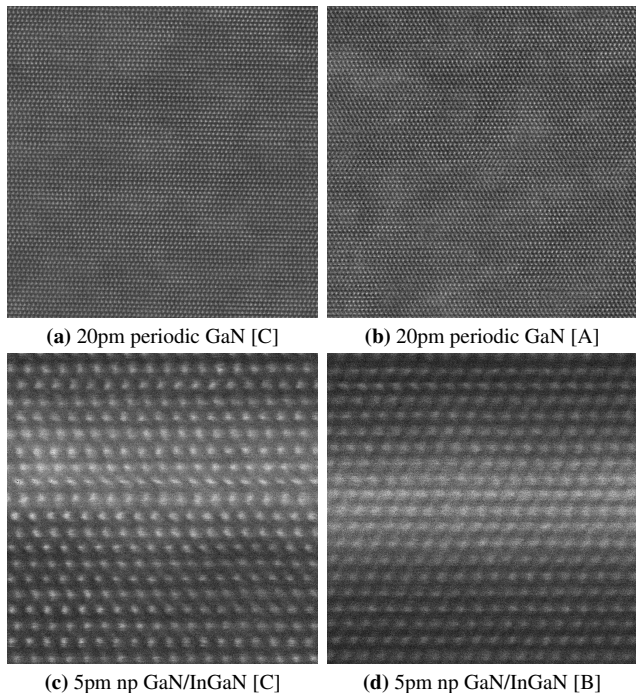 (a) 20pm periodic GaN [C]
(b) 20pm periodic GaN [A]
(c) 5pm np GaN/InGaN [C]
(d) 5pm np GaN/InGaN [B]